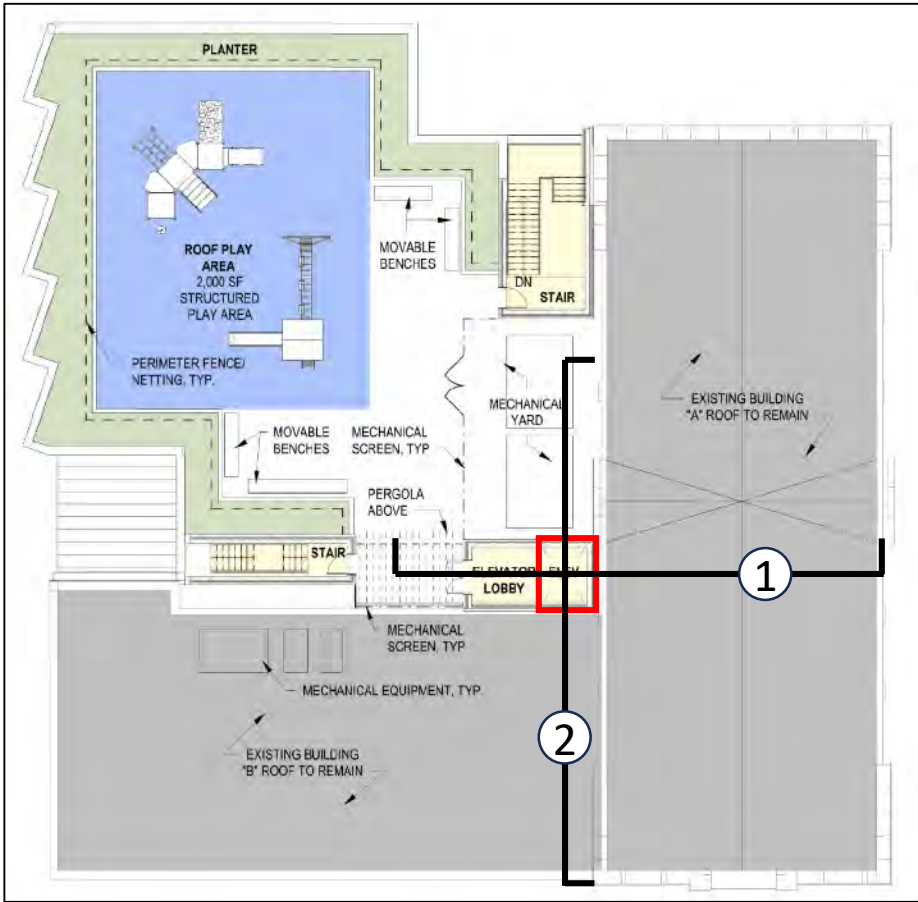 PLANTER
ROOF PLAY
AREA
2,000 SF
STRUCTURED
PLAY AREA
MOVABLE
BENCHES
DN
STAIR
PERIMETER FENCE/
NETTING, TYP.
MECHANICAL
YARD
EXISTING BUILDING
"A" ROOF TO REMAIN
MOVABLE
BENCHES
MECHANICAL
SCREEN, TYP
PERGOLA
ABOVE
STAIR
ELEVATOR
LOBBY
1
MECHANICAL
SCREEN, TYP
MECHANICAL EQUIPMENT, TYP.
2
EXISTING BUILDING
"B" ROOF TO REMAIN